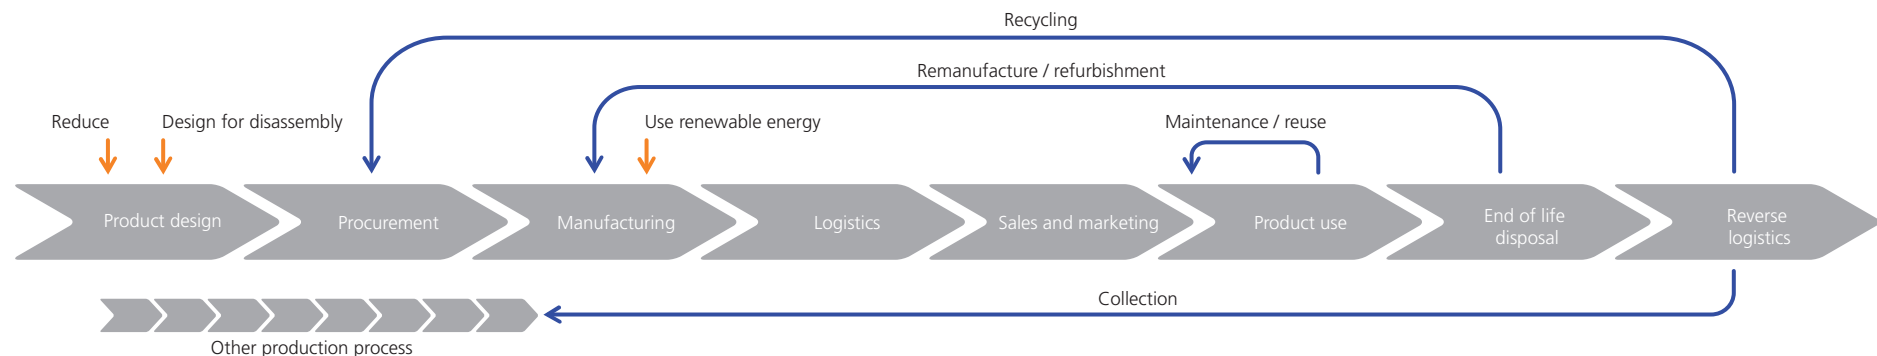 Recycling
Remanufacture / refurbishment
Reduce
Design for disassembly
Use renewable energy
Maintenance / reuse
Product design
Procurement
Manufacturing
Logistics
Sales and marketing
Product use
End of life
disposal
Reverse
logistics
Collection
Other production process